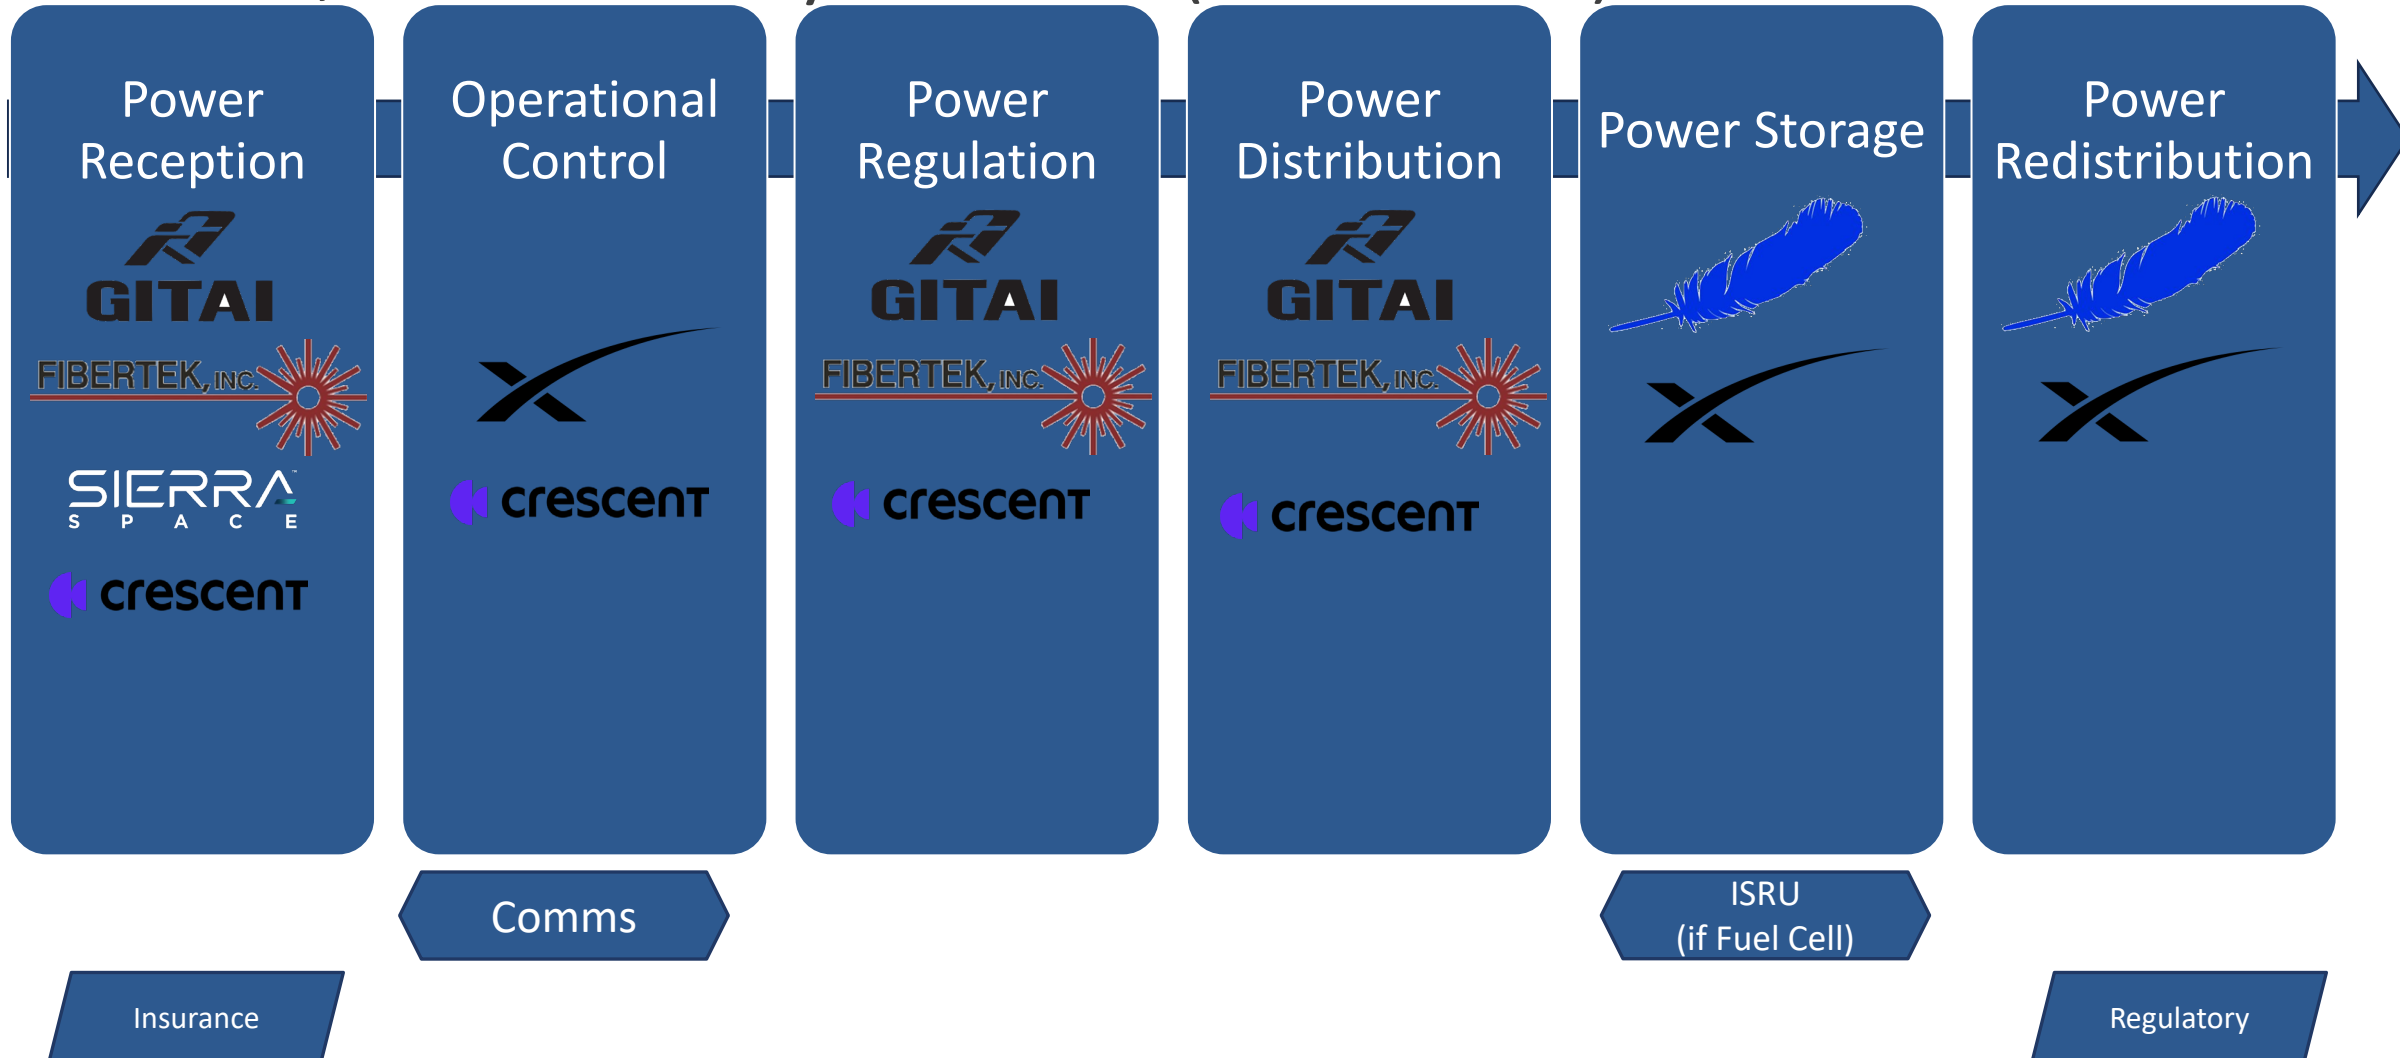 Power
Reception
GITAI
FIBERTEK, INC.
SIERRA
SPACE
crescent
Operational
Control
crescent
Power
Regulation
GITAI
FIBERTEK, INC.
crescent
Power
Distribution
GITAI
FIBERTEK, INC.
crescent
Power Storage
Power
Redistribution
Comms
ISRU
(if Fuel Cell)
Insurance
Regulatory